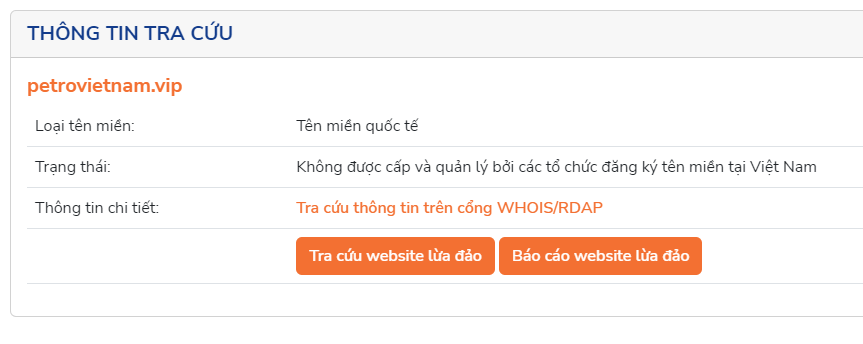 THÔNG TIN TRA CỨU
petrovietnam.vip
Loại tên miền: Tên miền quốc tế
Trạng thái: Không được cấp và quản lý bởi các tổ chức đăng ký tên miền tại Việt Nam
Thông tin chi tiết: Tra cứu thông tin trên cổng WHOIS/RDAP
Tra cứu website lừa đảo Báo cáo website lừa đảo